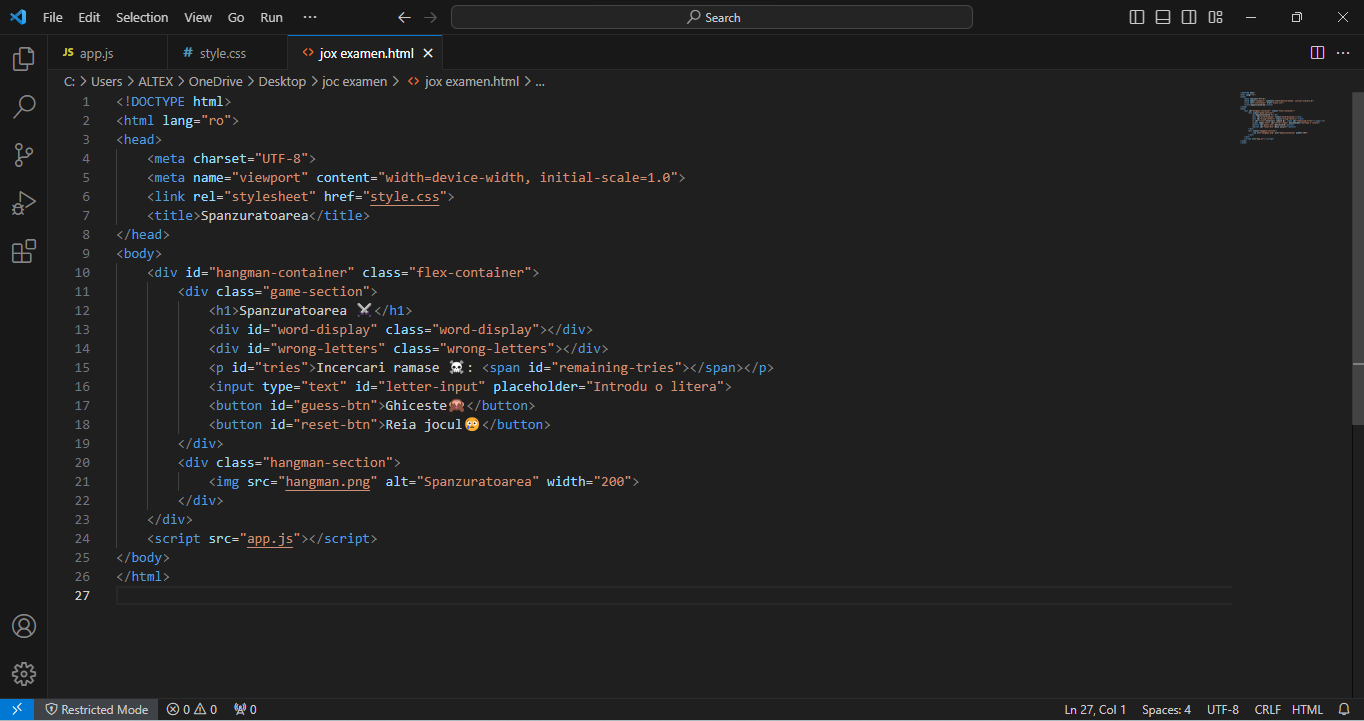 File Edit Selection View Go Run ··· Search
JS app.js # style.css <> jox examen.html
C: > Users > ALTEX > OneDrive > Desktop > joc examen > <> jox examen.html > ...
1 <!DOCTYPE html>
2 <html lang="ro">
3 <head>
4 <meta charset="UTF-8">
5 <meta name="viewport" content="width=device-width, initial-scale=1.0">
6 <link rel="stylesheet" href="style.css">
7 <title>Spanzuratoarea</title>
8 </head>
9 <body>
10 <div id="hangman-container" class="flex-container">
11 <div class="game-section">
12 <h1>Spanzuratoarea ⚔️</h1>
13 <div id="word-display" class="word-display"></div>
14 <div id="wrong-letters" class="wrong-letters"></div>
15 <p id="tries">Incercari ramase ☠️: <span id="remaining-tries"></span></p>
16 <input type="text" id="letter-input" placeholder="Introdu o litera">
17 <button id="guess-btn">Ghiceste🙈</button>
18 <button id="reset-btn">Reia jocul😳</button>
19 </div>
20 <div class="hangman-section">
21 <img src="hangman.png" alt="Spanzuratoarea" width="200">
22 </div>
23 </div>
24 <script src="app.js"></script>
25 </body>
26 </html>
27
Restricted Mode 0 0 0 Ln 27, Col 1 Spaces: 4 UTF-8 CRLF HTML